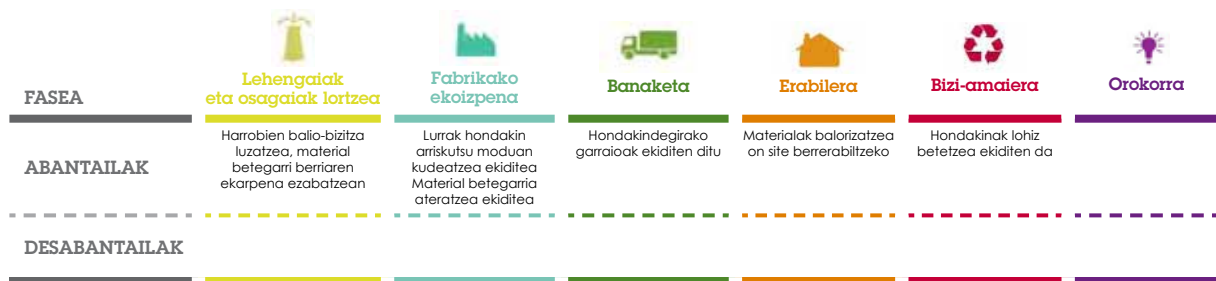 FASEA
Lehengaiak
eta osagaiak lortzea
Fabrikako
ekoizpena
Banaketa
Erabilera
Bizi-amaiera
Orokorra
ABANTAILAK
Harrobien balio-bizitza
luzatzea, material
betegarri berriaren
ekarpena ezabatzean
Lurrak hondakin
arriskutsu moduan
kudeatzea ekiditea
Material betegarria
ateratzea ekiditea
Hondakindegirako
garraioak ekiditen ditu
Materialak balorizatzea
on site berrerabiltzeko
Hondakinak lohiz
betetzea ekiditen da
DESABANTAILAK